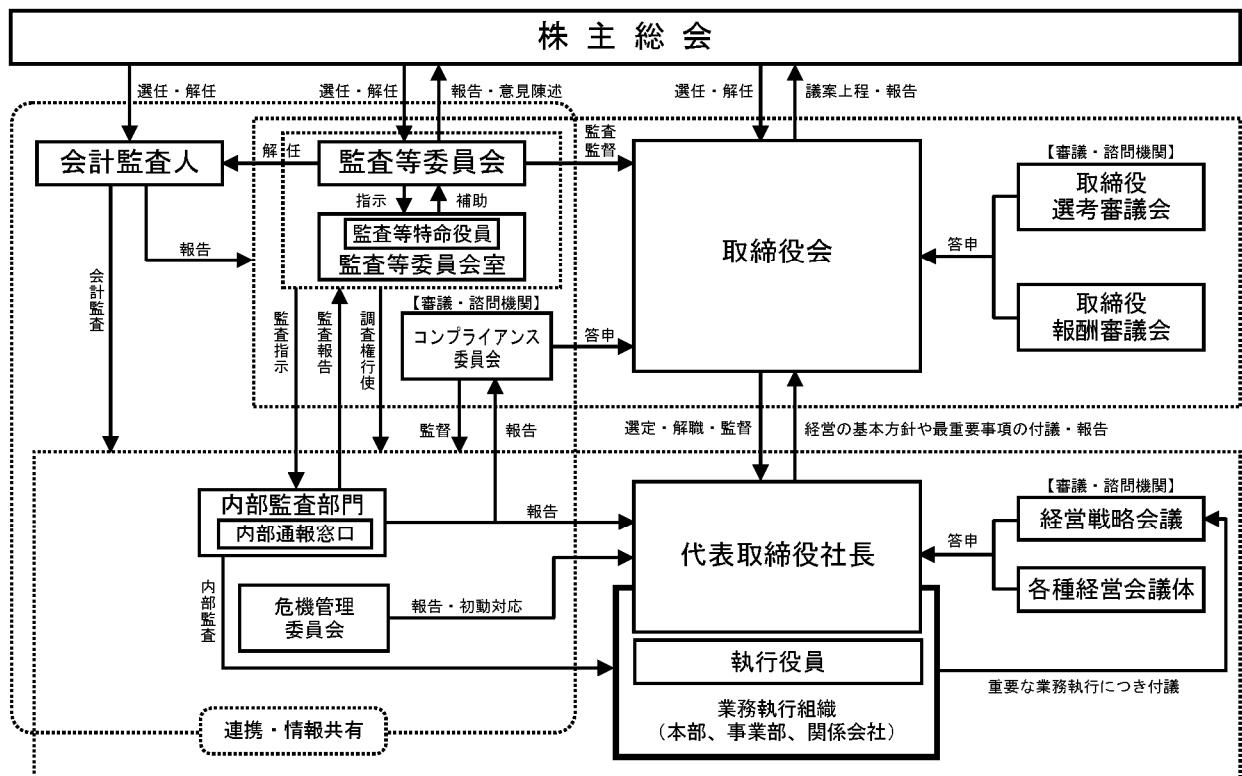 株主総会
選任・解任
選任・解任
報告・意見陳述
選任・解任
議案上程・報告
会計監査人
解任
監査等委員会
監査
監督
指示
補助
監査等特命役員
監査等委員会室
報告
会計監査
取締役会
【審議・諮問機関】
取締役
選考審議会
答申
取締役
報酬審議会
監査指示
監査報告
調査権行使
【審議・諮問機関】
コンプライアンス
委員会
答申
監督
報告
選定・解職・監督
経営の基本方針や最重要事項の付議・報告
内部監査部門
内部通報窓口
報告
代表取締役社長
【審議・諮問機関】
経営戦略会議
答申
各種経営会議体
内部監査
危機管理
委員会
報告・初動対応
執行役員
重要な業務執行につき付議
業務執行組織
（本部、事業部、関係会社）
連携・情報共有